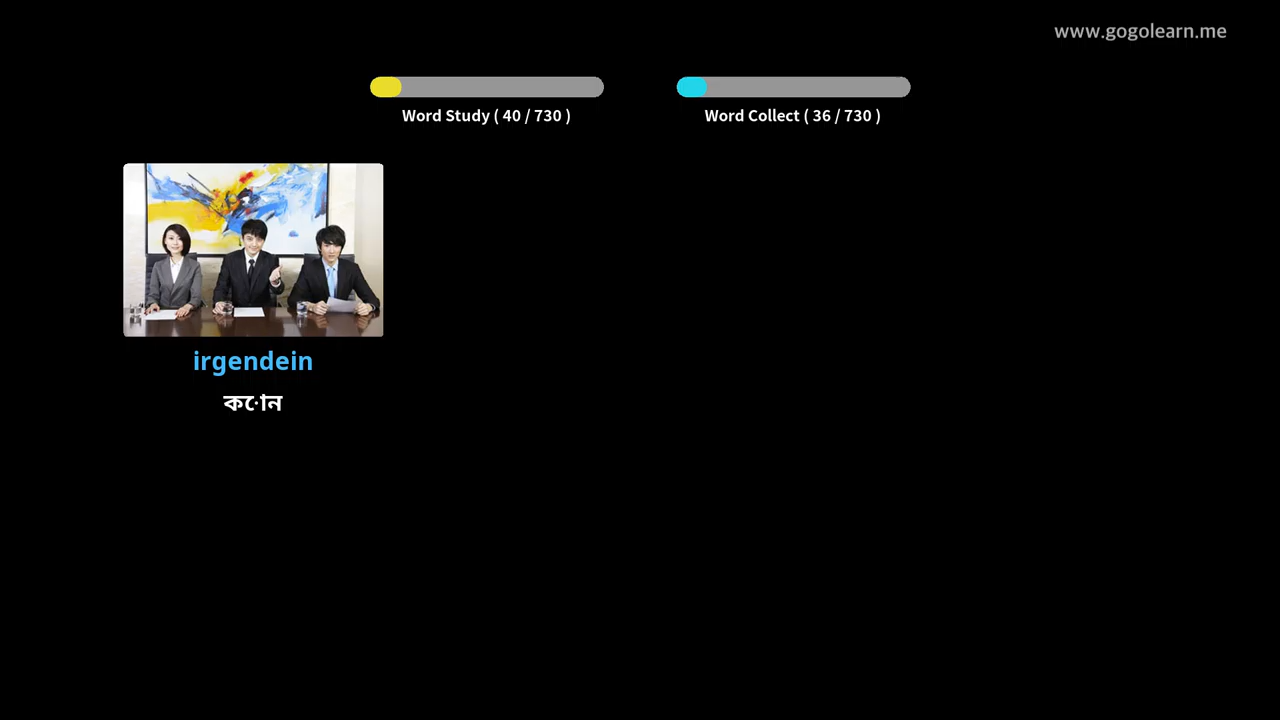 www.gogolearn.me
Word Study ( 40 / 730 )
Word Collect ( 36 / 730 )
irgendein
কোন